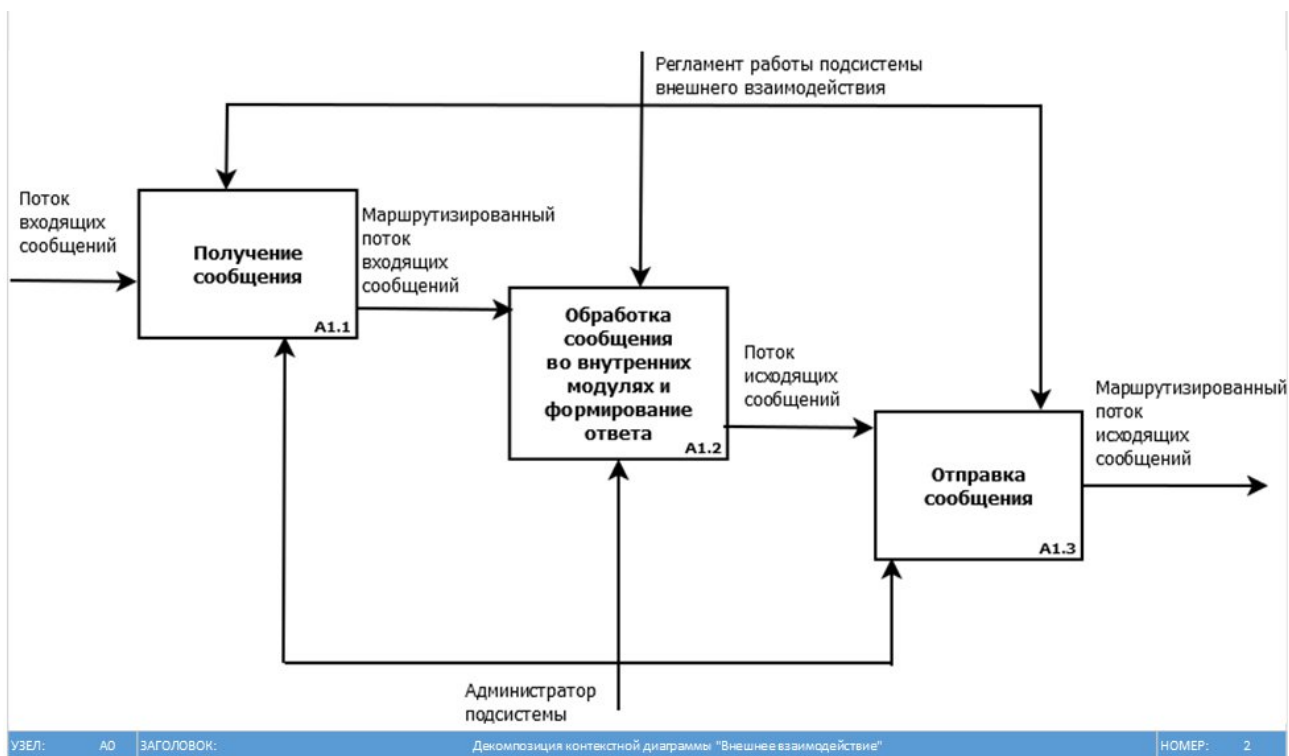 Регламент работы подсистемы
внешнего взаимодействия
Поток
входящих
сообщений
Получение
сообщения
A1.1
Маршрутизированный
поток
входящих
сообщений
Обработка
сообщения
во внутренних
модулях и
формирование
ответа
A1.2
Поток
исходящих
сообщений
Отправка
сообщения
A1.3
Маршрутизированный
поток
исходящих
сообщений
Администратор
подсистемы
УЗЕЛ: A0 ЗАГОЛОВОК: Декомпозиция контекстной диаграммы "Внешнее взаимодействие" НОМЕР: 2